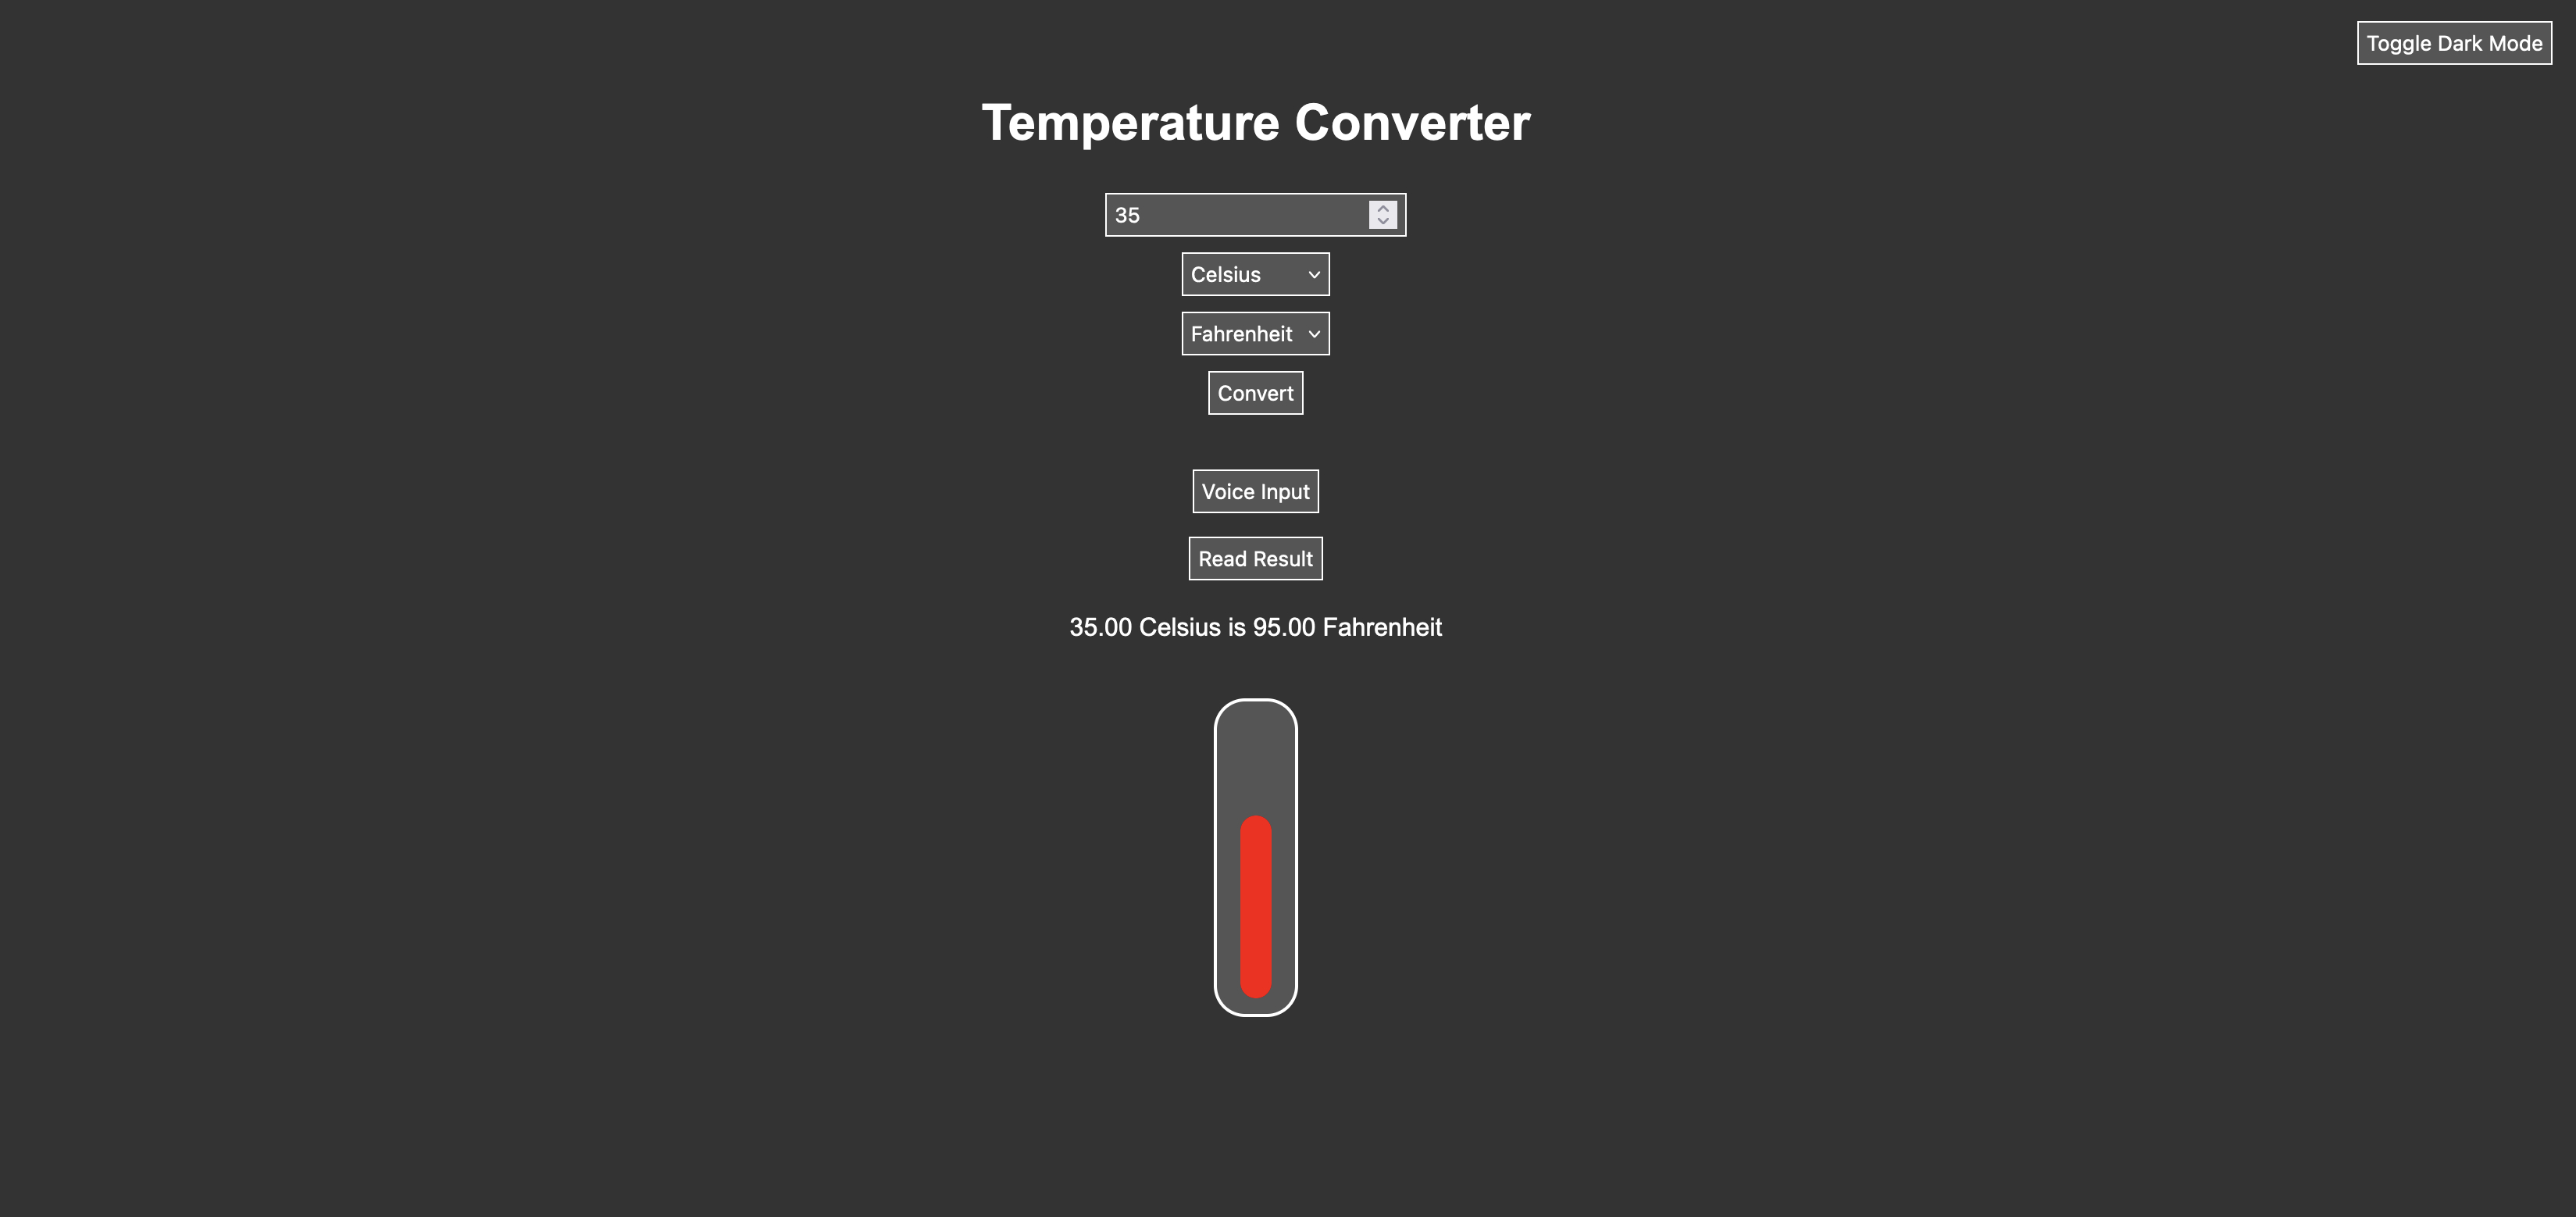 Toggle Dark Mode
Temperature Converter
35
Celsius
Fahrenheit
Convert
Voice Input
Read Result
35.00 Celsius is 95.00 Fahrenheit